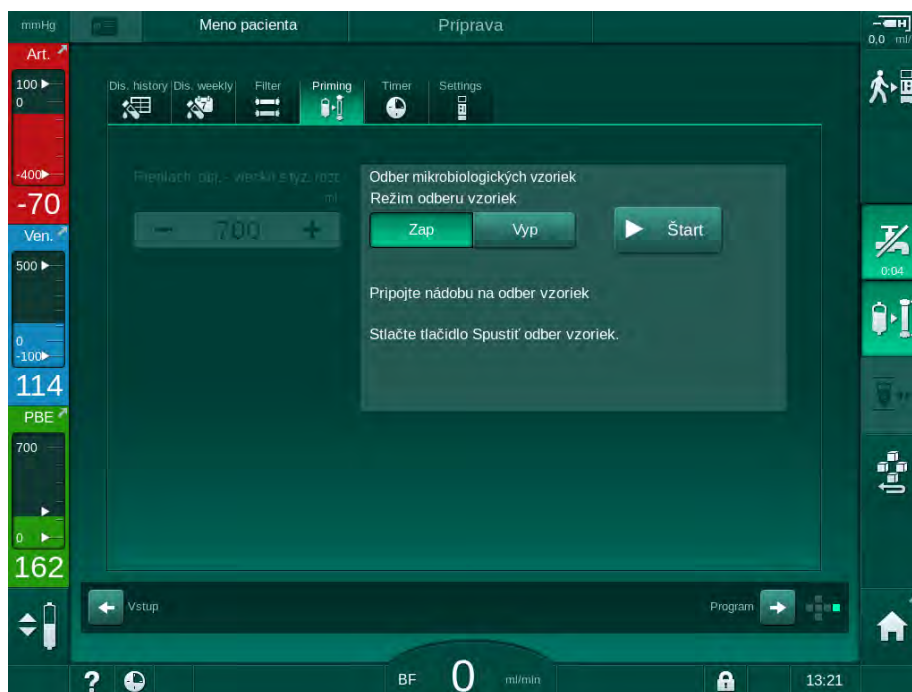 mmHg
Meno pacienta
Príprava
0,0 ml/
Art.
100
0
-400
-70
Ven.
500
0
-100
114
PBE
700
0
162
Dis. history
Dis. weekly
Filter
Priming
Timer
Settings
ml
700
Odber mikrobiologických vzoriek
Režim odberu vzoriek
Zap
Vyp
Štart
Pripojte nádobu na odber vzoriek
Stlačte tlačidlo Spustiť odber vzoriek.
0:04
Vstup
Program
?
BF 0 ml/min
13:21